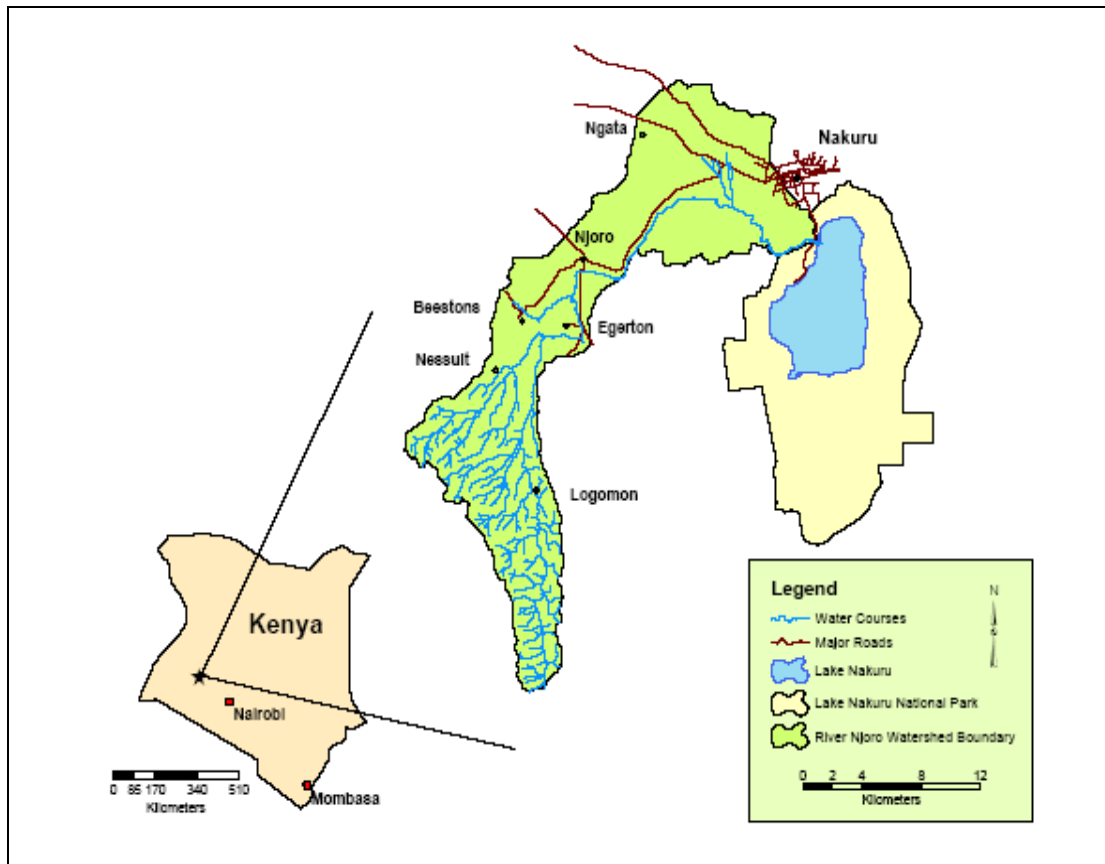 Ngata
Nakuru
Njoro
Beestons
Egerton
Nessuit
Logomon
Kenya
Nairobi
Mombasa
0 85 170 340 510
Kilometers
Legend
N
Water Courses
Major Roads
Lake Nakuru
Lake Nakuru National Park
River Njoro Watershed Boundary
0 2 4 8 12
Kilometers